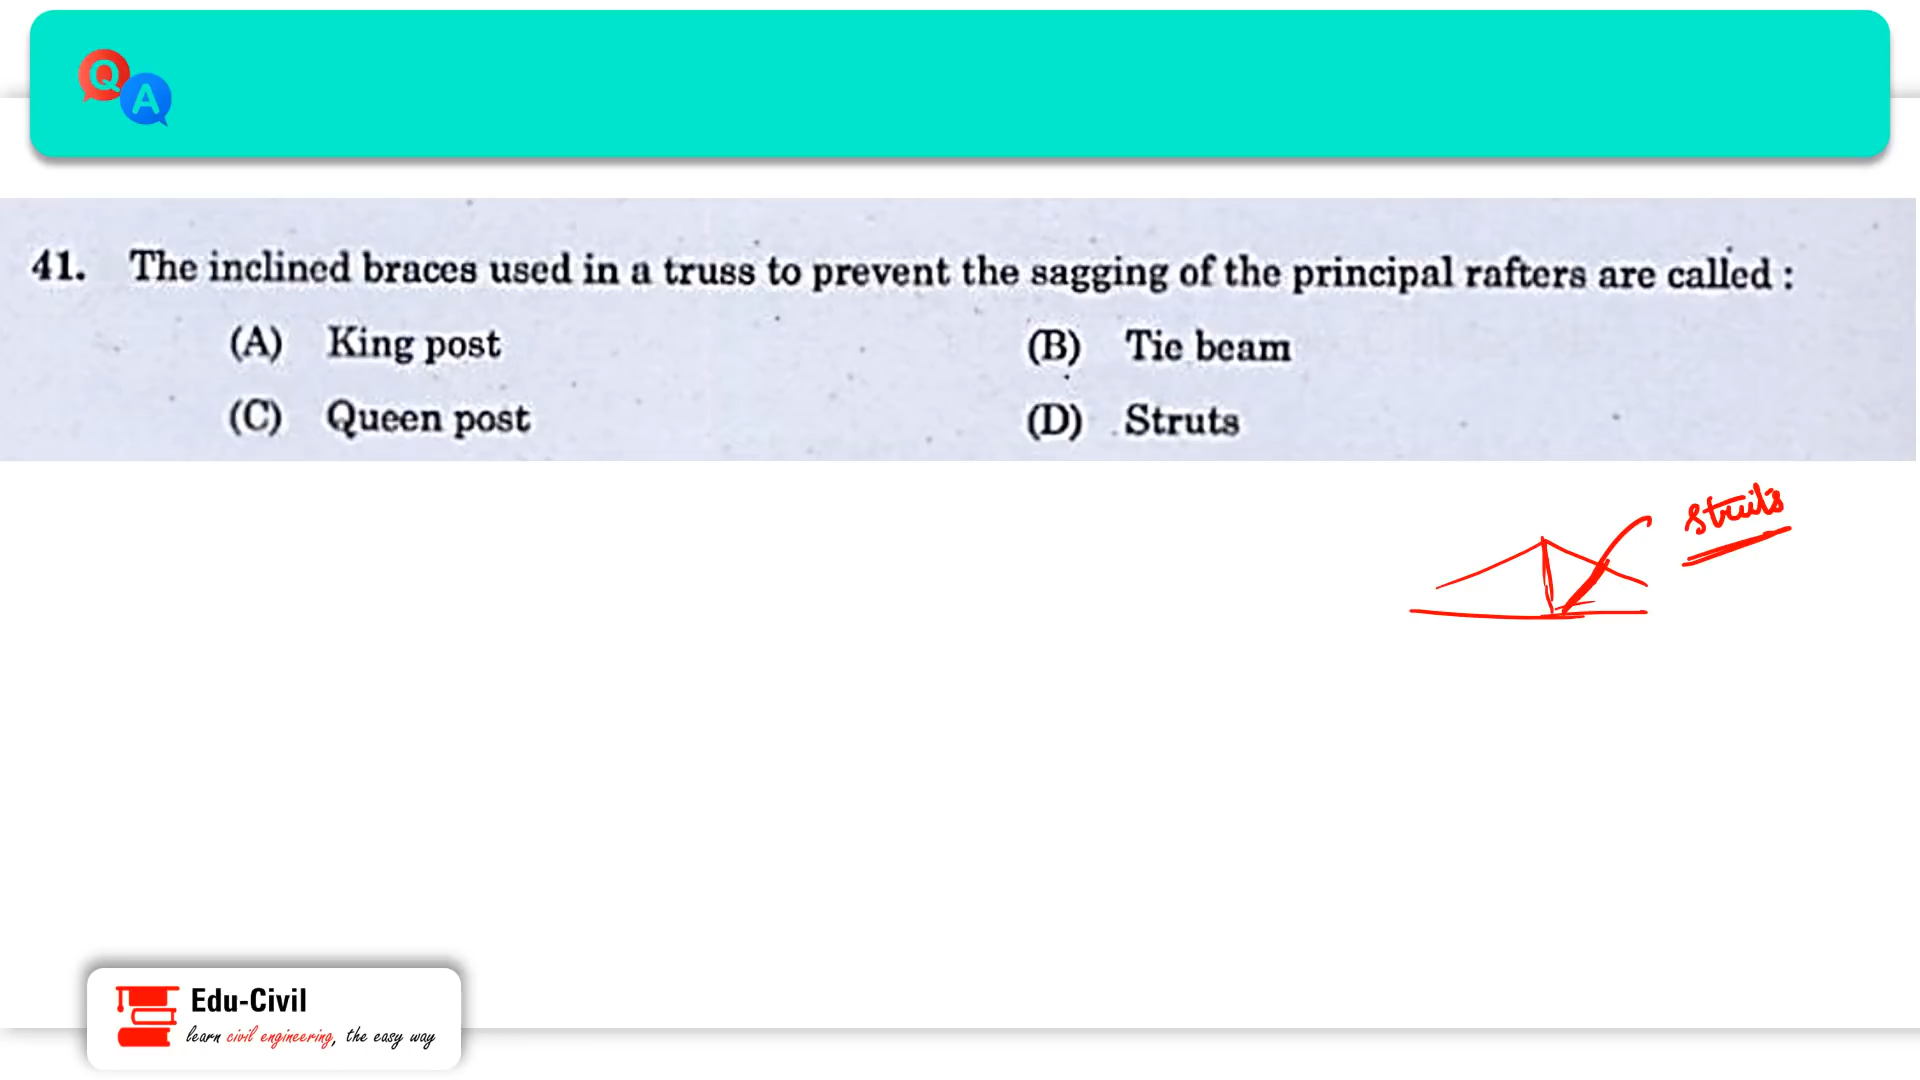 Q
A
41. The inclined braces used in a truss to prevent the sagging of the principal rafters are called :
(A) King post (B) Tie beam
(C) Queen post (D) Struts
Struts
Edu-Civil
learn civil engineering, the easy way